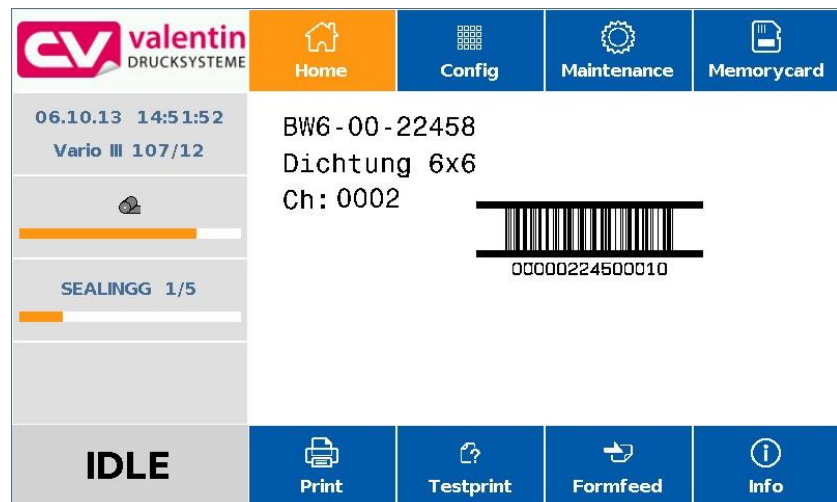 CV. valentin
DRUCKSYSTEME
Home
Config
Maintenance
Memorycard
06.10.13 14:51:52
Vario III 107/12
SEALINGG 1/5
IDLE
BW6-00-22458
Dichtung 6x6
Ch: 0002
00000224500010
Print
Testprint
Formfeed
Info